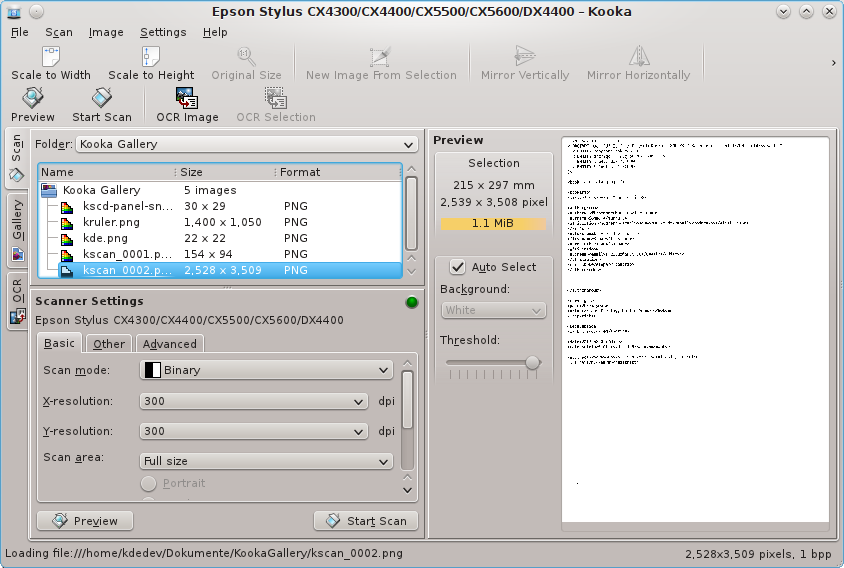 Epson Stylus CX4300/CX4400/CX5500/CX5600/DX4400 – Kooka
File Scan Image Settings Help
Scale to Width Scale to Height Original Size New Image From Selection Mirror Vertically Mirror Horizontally
Preview Start Scan OCR Image OCR Selection
Scan
Gallery
OCR
Folder: Kooka Gallery
Name Size Format
Kooka Gallery 5 images
kscd-panel-sn... 30 x 29 PNG
kruler.png 1,400 x 1,050 PNG
kde.png 22 x 22 PNG
kscan_0001.p... 154 x 94 PNG
kscan_0002.p... 2,528 x 3,509 PNG
Scanner Settings
Epson Stylus CX4300/CX4400/CX5500/CX5600/DX4400
Basic Other Advanced
Scan mode: Binary
X-resolution: 300 dpi
Y-resolution: 300 dpi
Scan area: Full size
Portrait
Preview Start Scan
Preview
Selection
215 x 297 mm
2,539 x 3,508 pixel
1.1 MiB
Auto Select
Background:
White
Threshold:
Loading file:///home/kdedev/Dokumente/KookaGallery/kscan_0002.png 2,528x3,509 pixels, 1 bpp